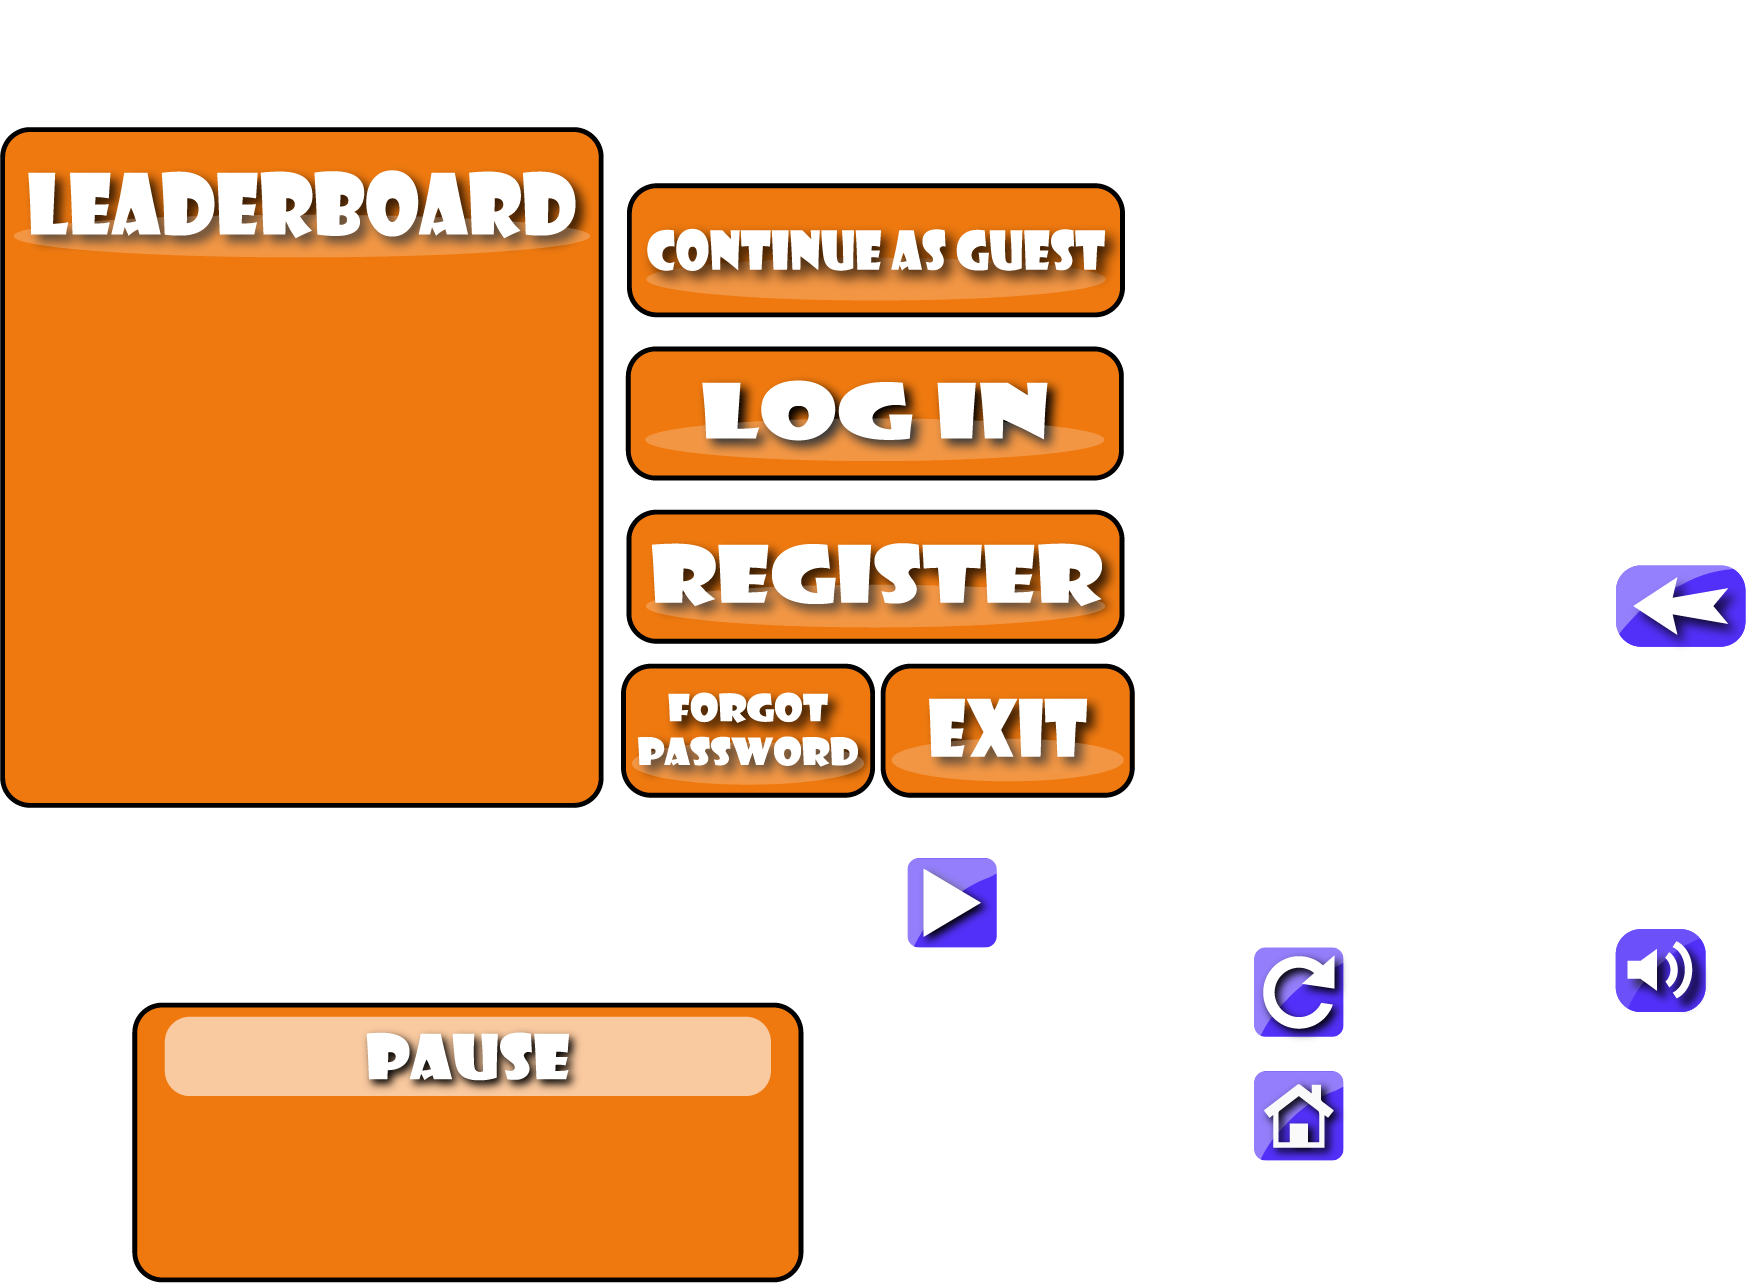 LEADERBOARD
CONTINUE AS GUEST
LOG IN
REGISTER
FORGOT
PASSWORD
EXIT
PAUSE